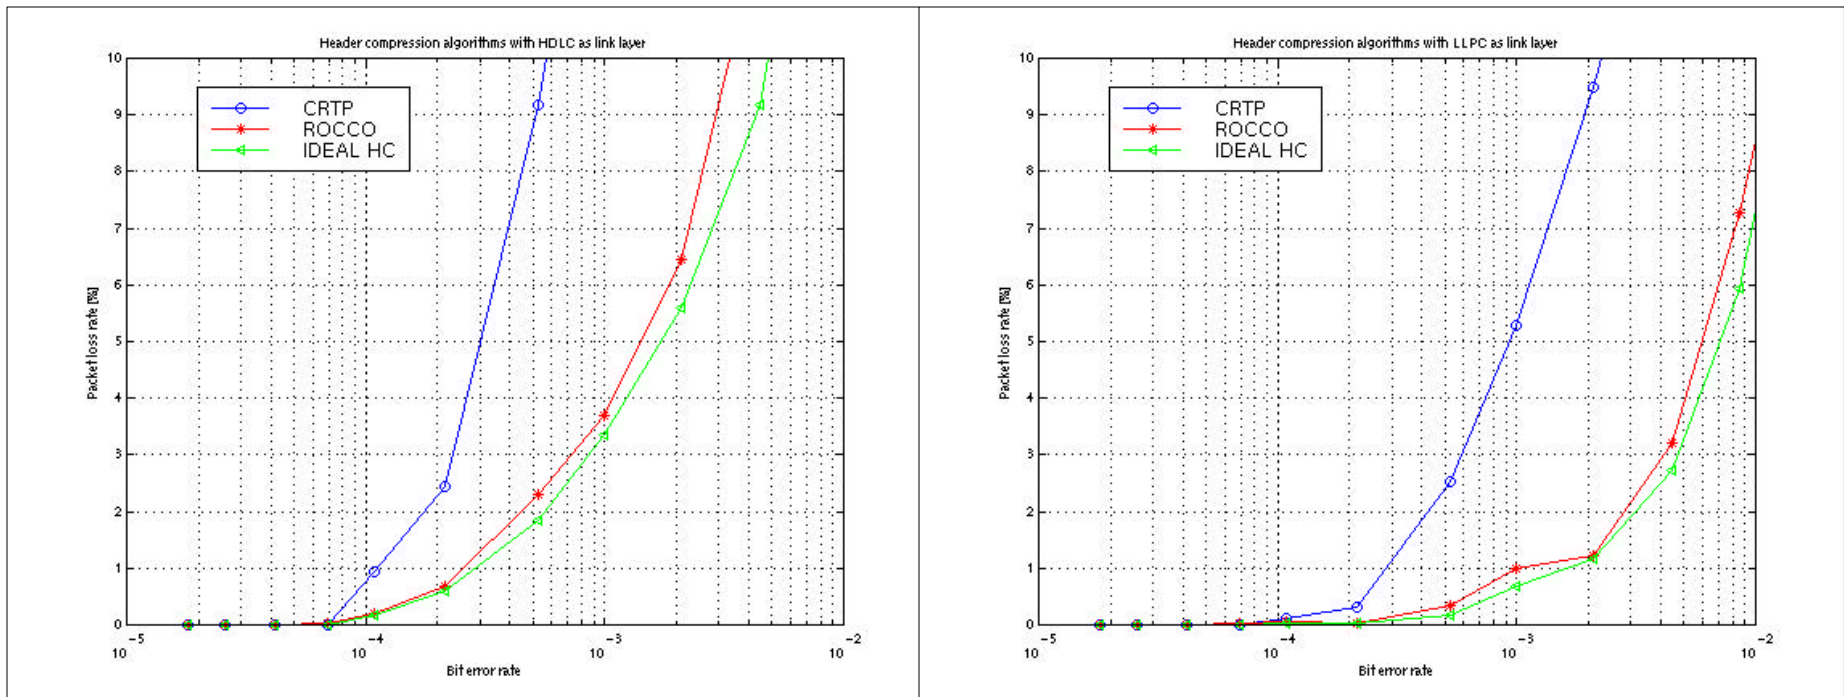 Header compression algorithms with HDLC as link layer
10
9
8
7
6
5
4
3
2
1
0
Packet loss rate [%]
CRTP
ROCCO
IDEAL HC
10−5
10−4
10−3
10−2
Bit error rate
Header compression algorithms with LLPC as link layer
10
9
8
7
6
5
4
3
2
1
0
Packet loss rate [%]
CRTP
ROCCO
IDEAL HC
10−5
10−4
10−3
10−2
Bit error rate